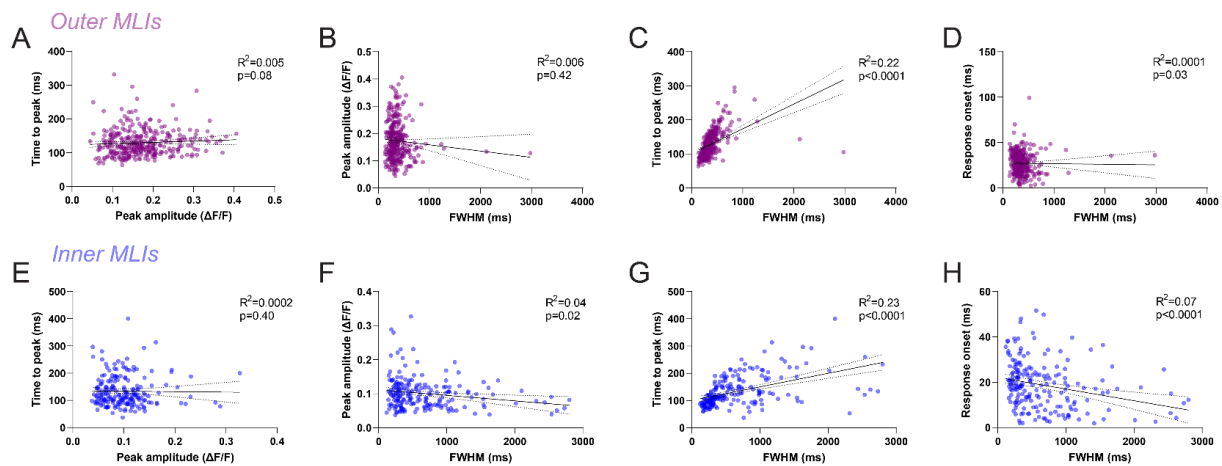 Outer MLIs
A
R²=0.005
p=0.08
Time to peak (ms)
400
300
200
100
0
0.0 0.1 0.2 0.3 0.4 0.5
Peak amplitude (ΔF/F)
B
R²=0.006
p=0.42
Peak amplitude (ΔF/F)
0.5
0.4
0.3
0.2
0.1
0.0
0 1000 2000 3000 4000
FWHM (ms)
C
R²=0.22
p<0.0001
Time to peak (ms)
400
300
200
100
0
0 1000 2000 3000 4000
FWHM (ms)
D
R²=0.0001
p=0.03
Response onset (ms)
150
100
50
0
0 1000 2000 3000 4000
FWHM (ms)
Inner MLIs
E
R²=0.0002
p=0.40
Time to peak (ms)
500
400
300
200
100
0
0.0 0.1 0.2 0.3 0.4
Peak amplitude (ΔF/F)
F
R²=0.04
p=0.02
Peak amplitude (ΔF/F)
0.4
0.3
0.2
0.1
0.0
0 1000 2000 3000
FWHM (ms)
G
R²=0.23
p<0.0001
Time to peak (ms)
500
400
300
200
100
0
0 1000 2000 3000
FWHM (ms)
H
R²=0.07
p<0.0001
Response onset (ms)
60
40
20
0
0 1000 2000 3000
FWHM (ms)